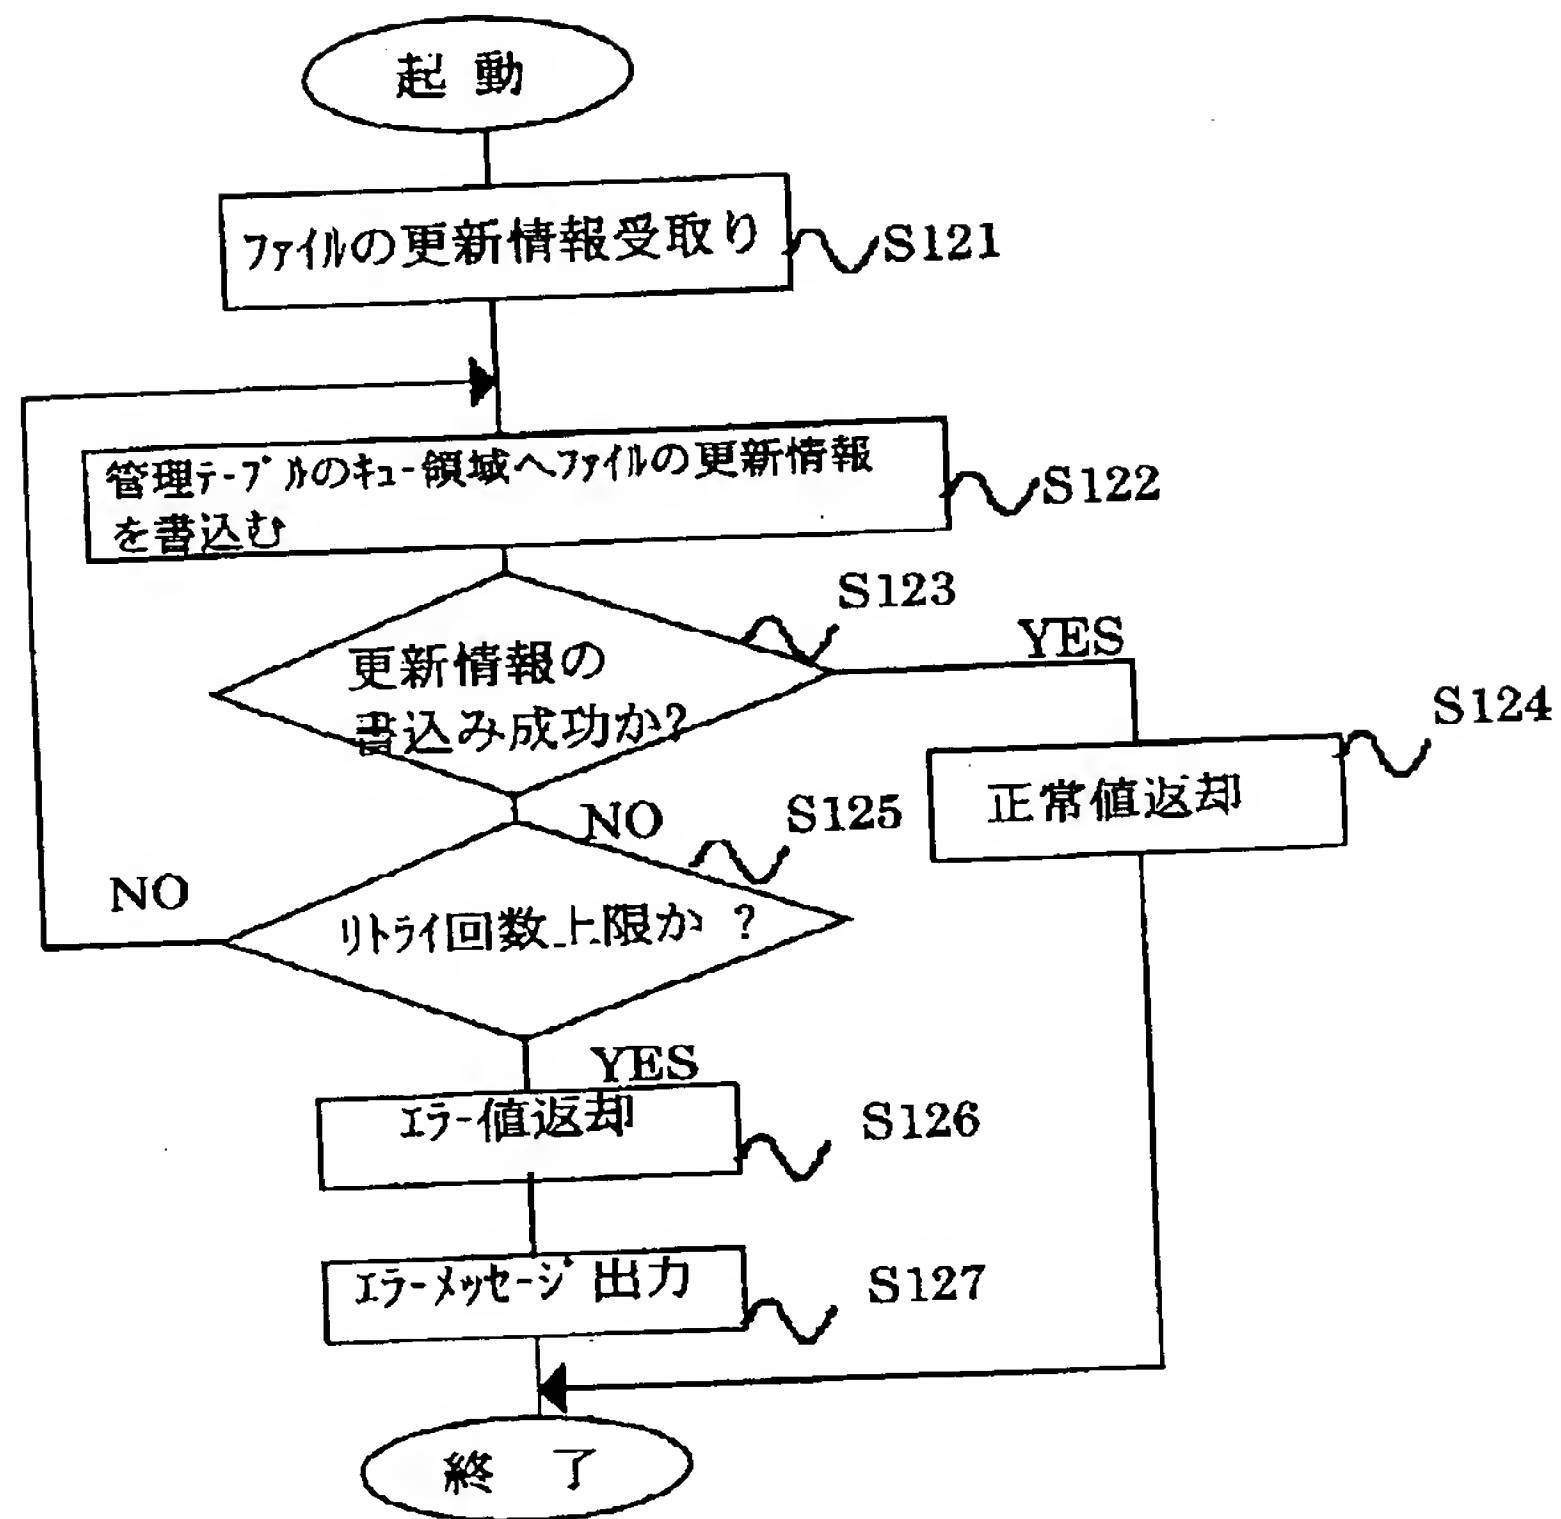 起動
ファイルの更新情報受取り
S121
管理テーブルのキュー領域へファイルの更新情報
を書込む
S122
S123
更新情報の
書込み成功か?
YES
S124
正常値返却
NO
S125
リトライ回数上限か?
NO
YES
エラー値返却
S126
エラーメッセージ出力
S127
終了